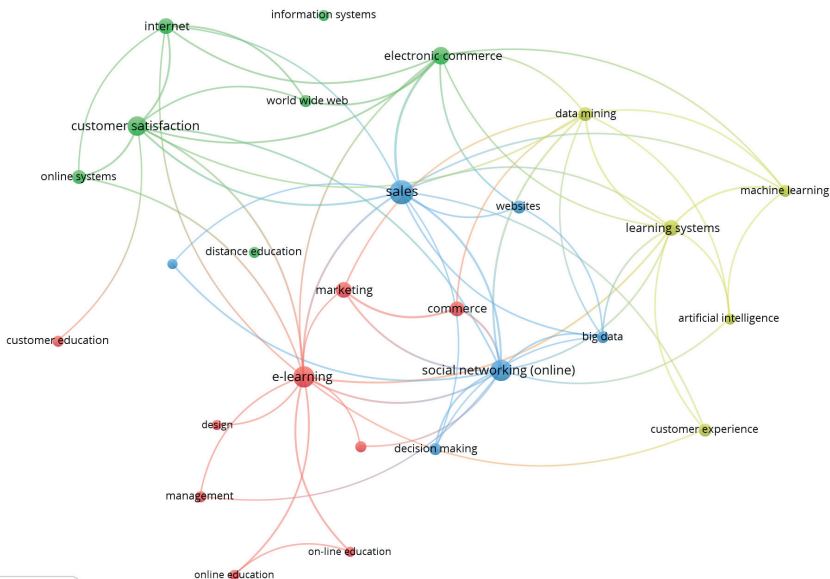 information systems
internet
electronic commerce
world wide web
data mining
customer satisfaction
online systems
sales
machine learning
websites
learning systems
distance education
marketing
commerce
artificial intelligence
customer education
big data
e-learning
social networking (online)
design
customer experience
decision making
management
on-line education
online education